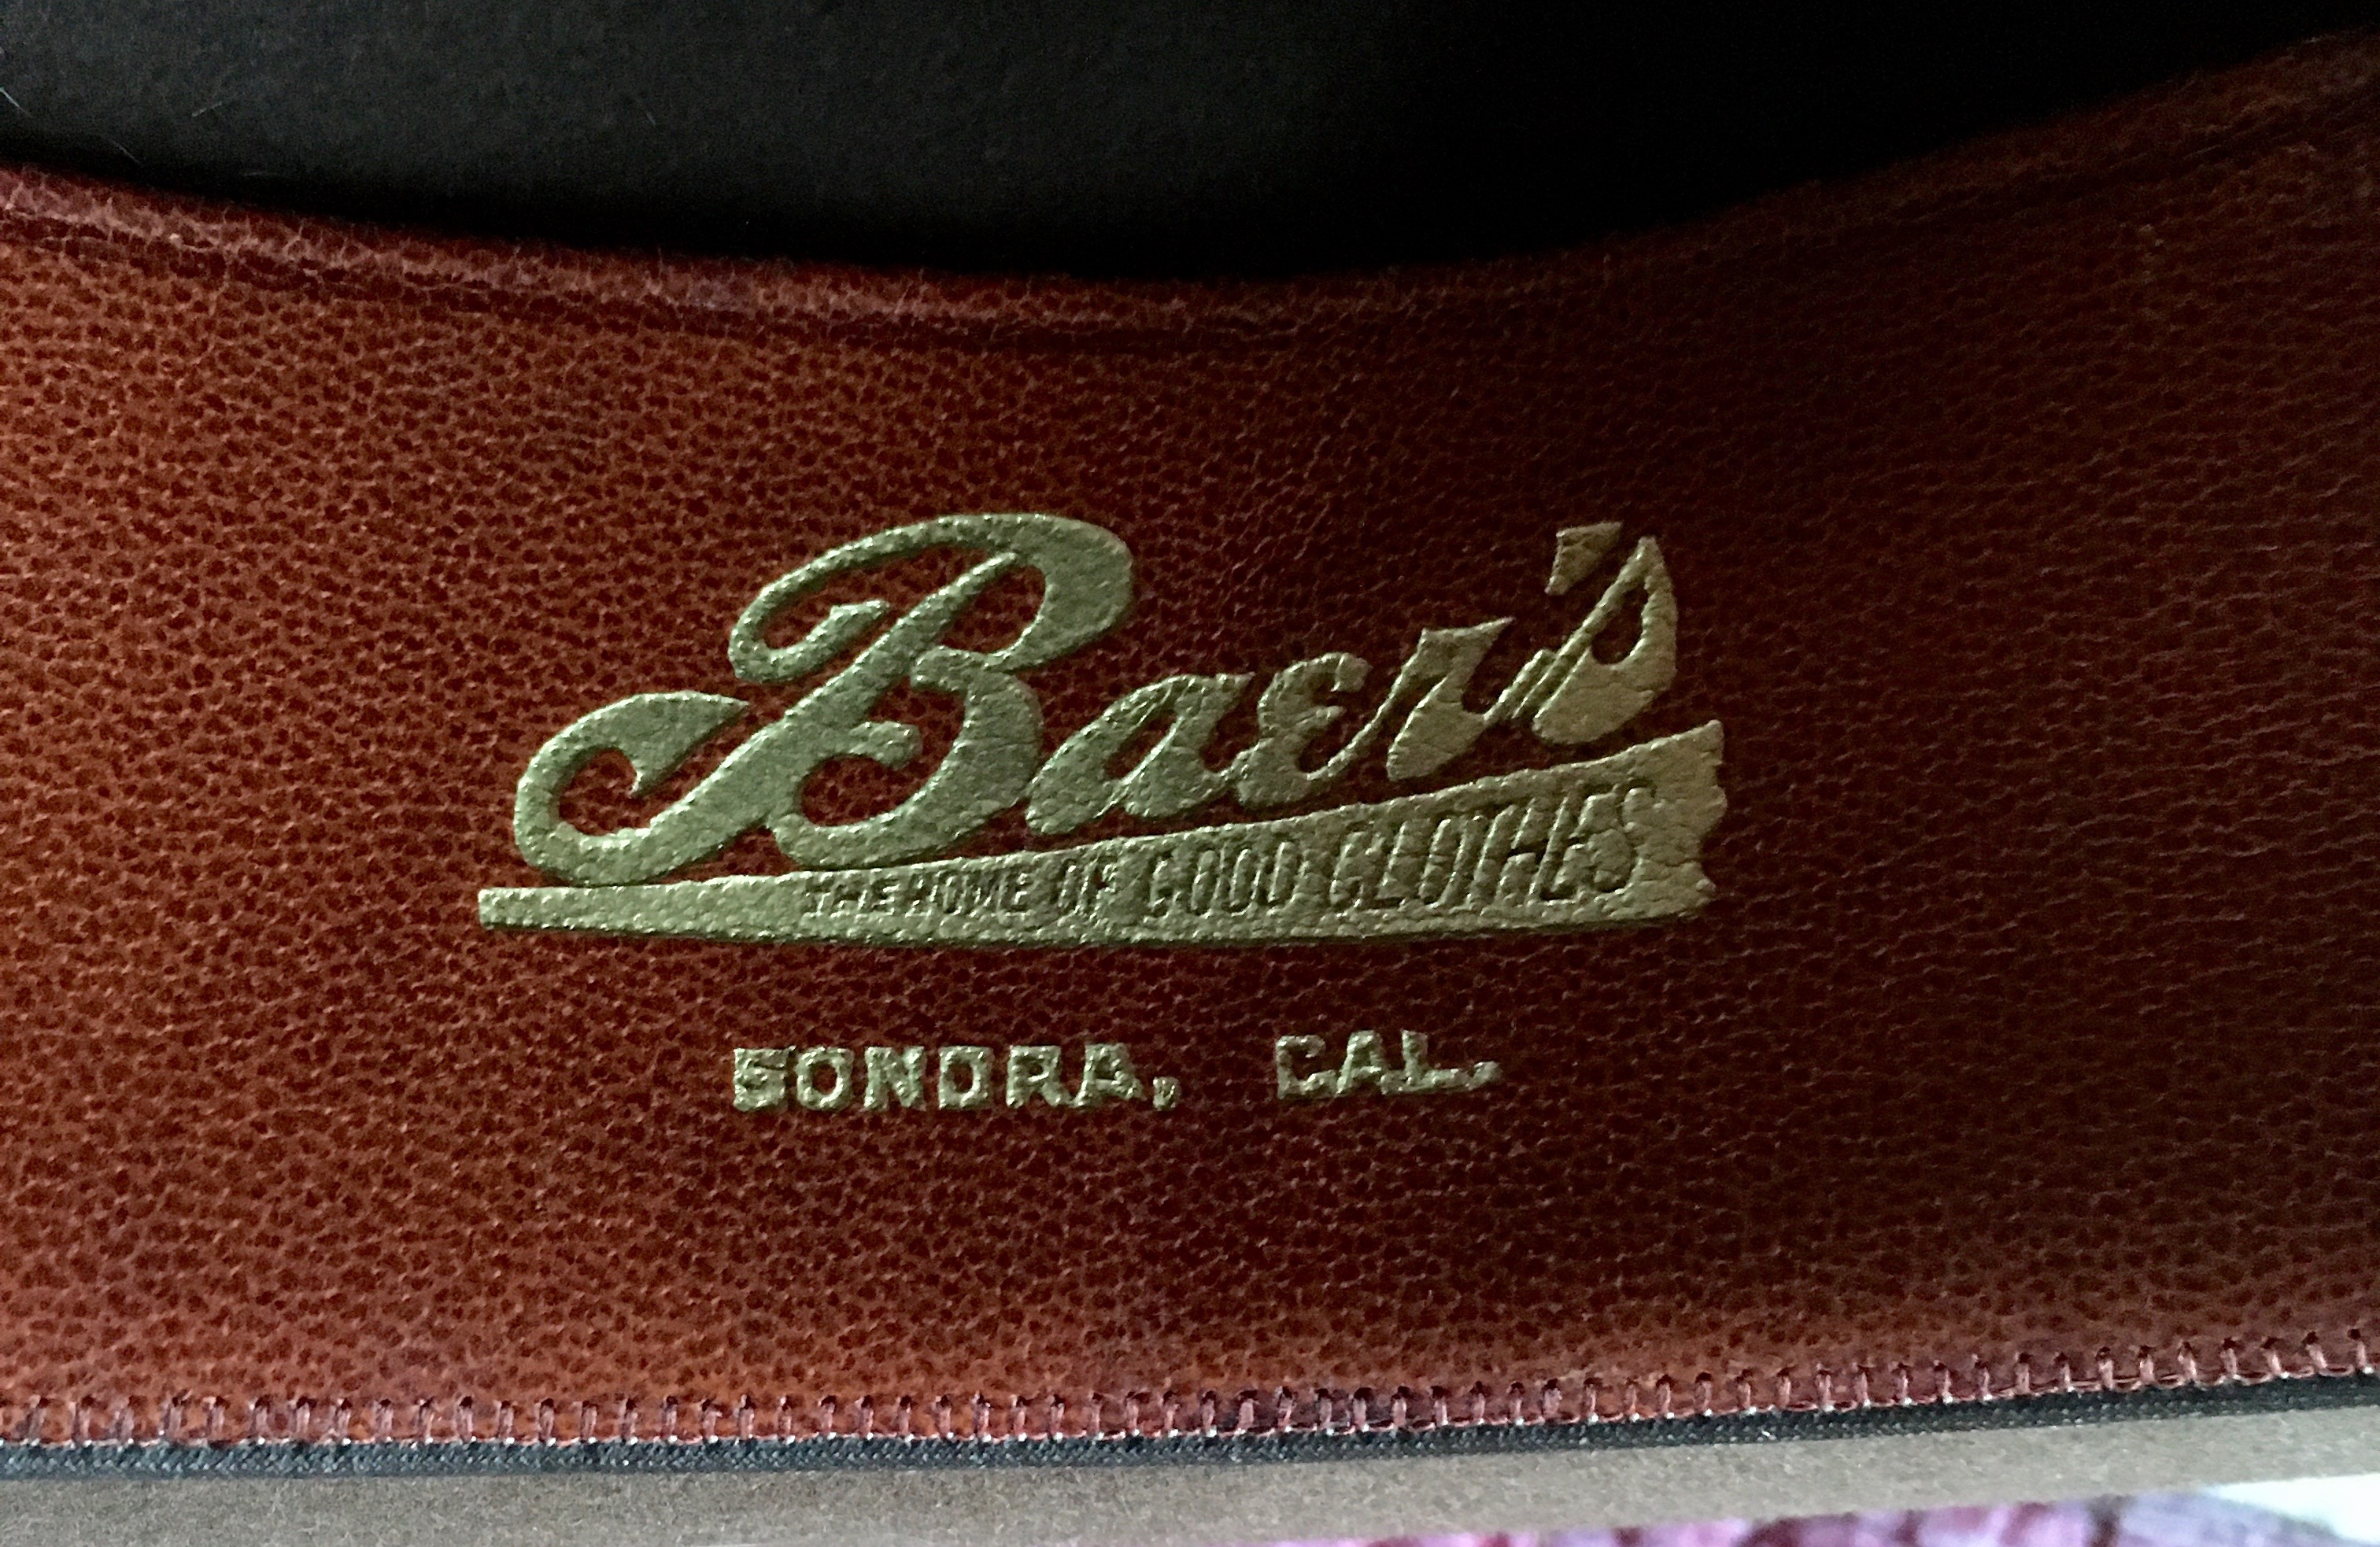 Baer's
THE HOME OF GOOD CLOTHES
SONORA, CAL.